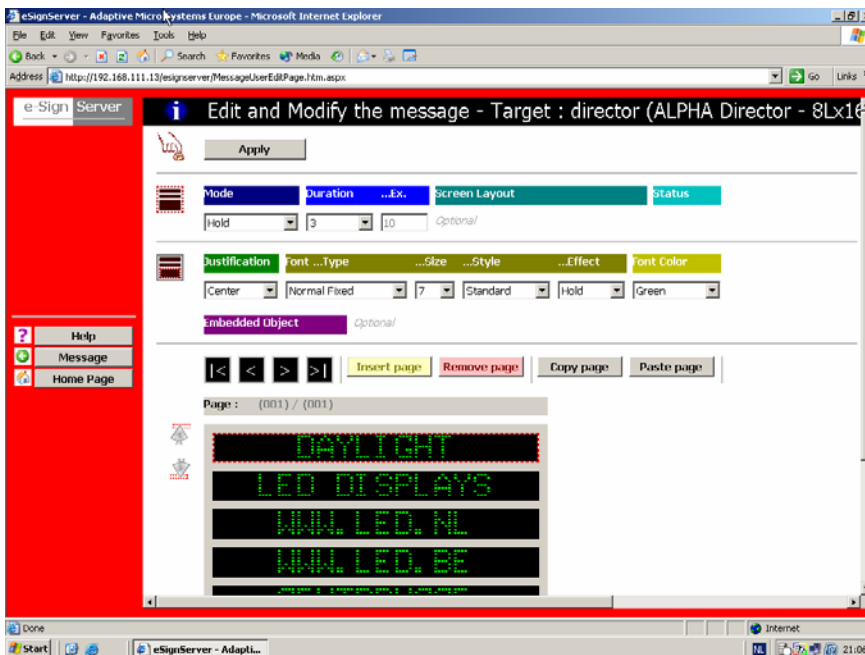 eSignServer - Adaptive Micro Systems Europe - Microsoft Internet Explorer
File Edit View Favorites Tools Help
Back Search Favorites Media
Address http://192.168.111.13/esignserver/MessageUserEditPage.htm.aspx Go Links
e-Sign Server
Edit and Modify the message - Target : director (ALPHA Director - 8Lx16
Apply
Mode Duration ...Ex. Screen Layout Status
Hold 3 10 Optional
Justification Font ...Type ...Size ...Style ...Effect Font Color
Center Normal Fixed 7 Standard Hold Green
Embedded Object Optional
? Help
Message
Home Page
|< < > >| Insert page Remove page Copy page Paste page
Page : (001) / (001)
DAYLIGHT
LED DISPLAYS
WWW.LED.NL
WWW.LED.BE
Done Internet
Start eSignServer - Adapti... NL